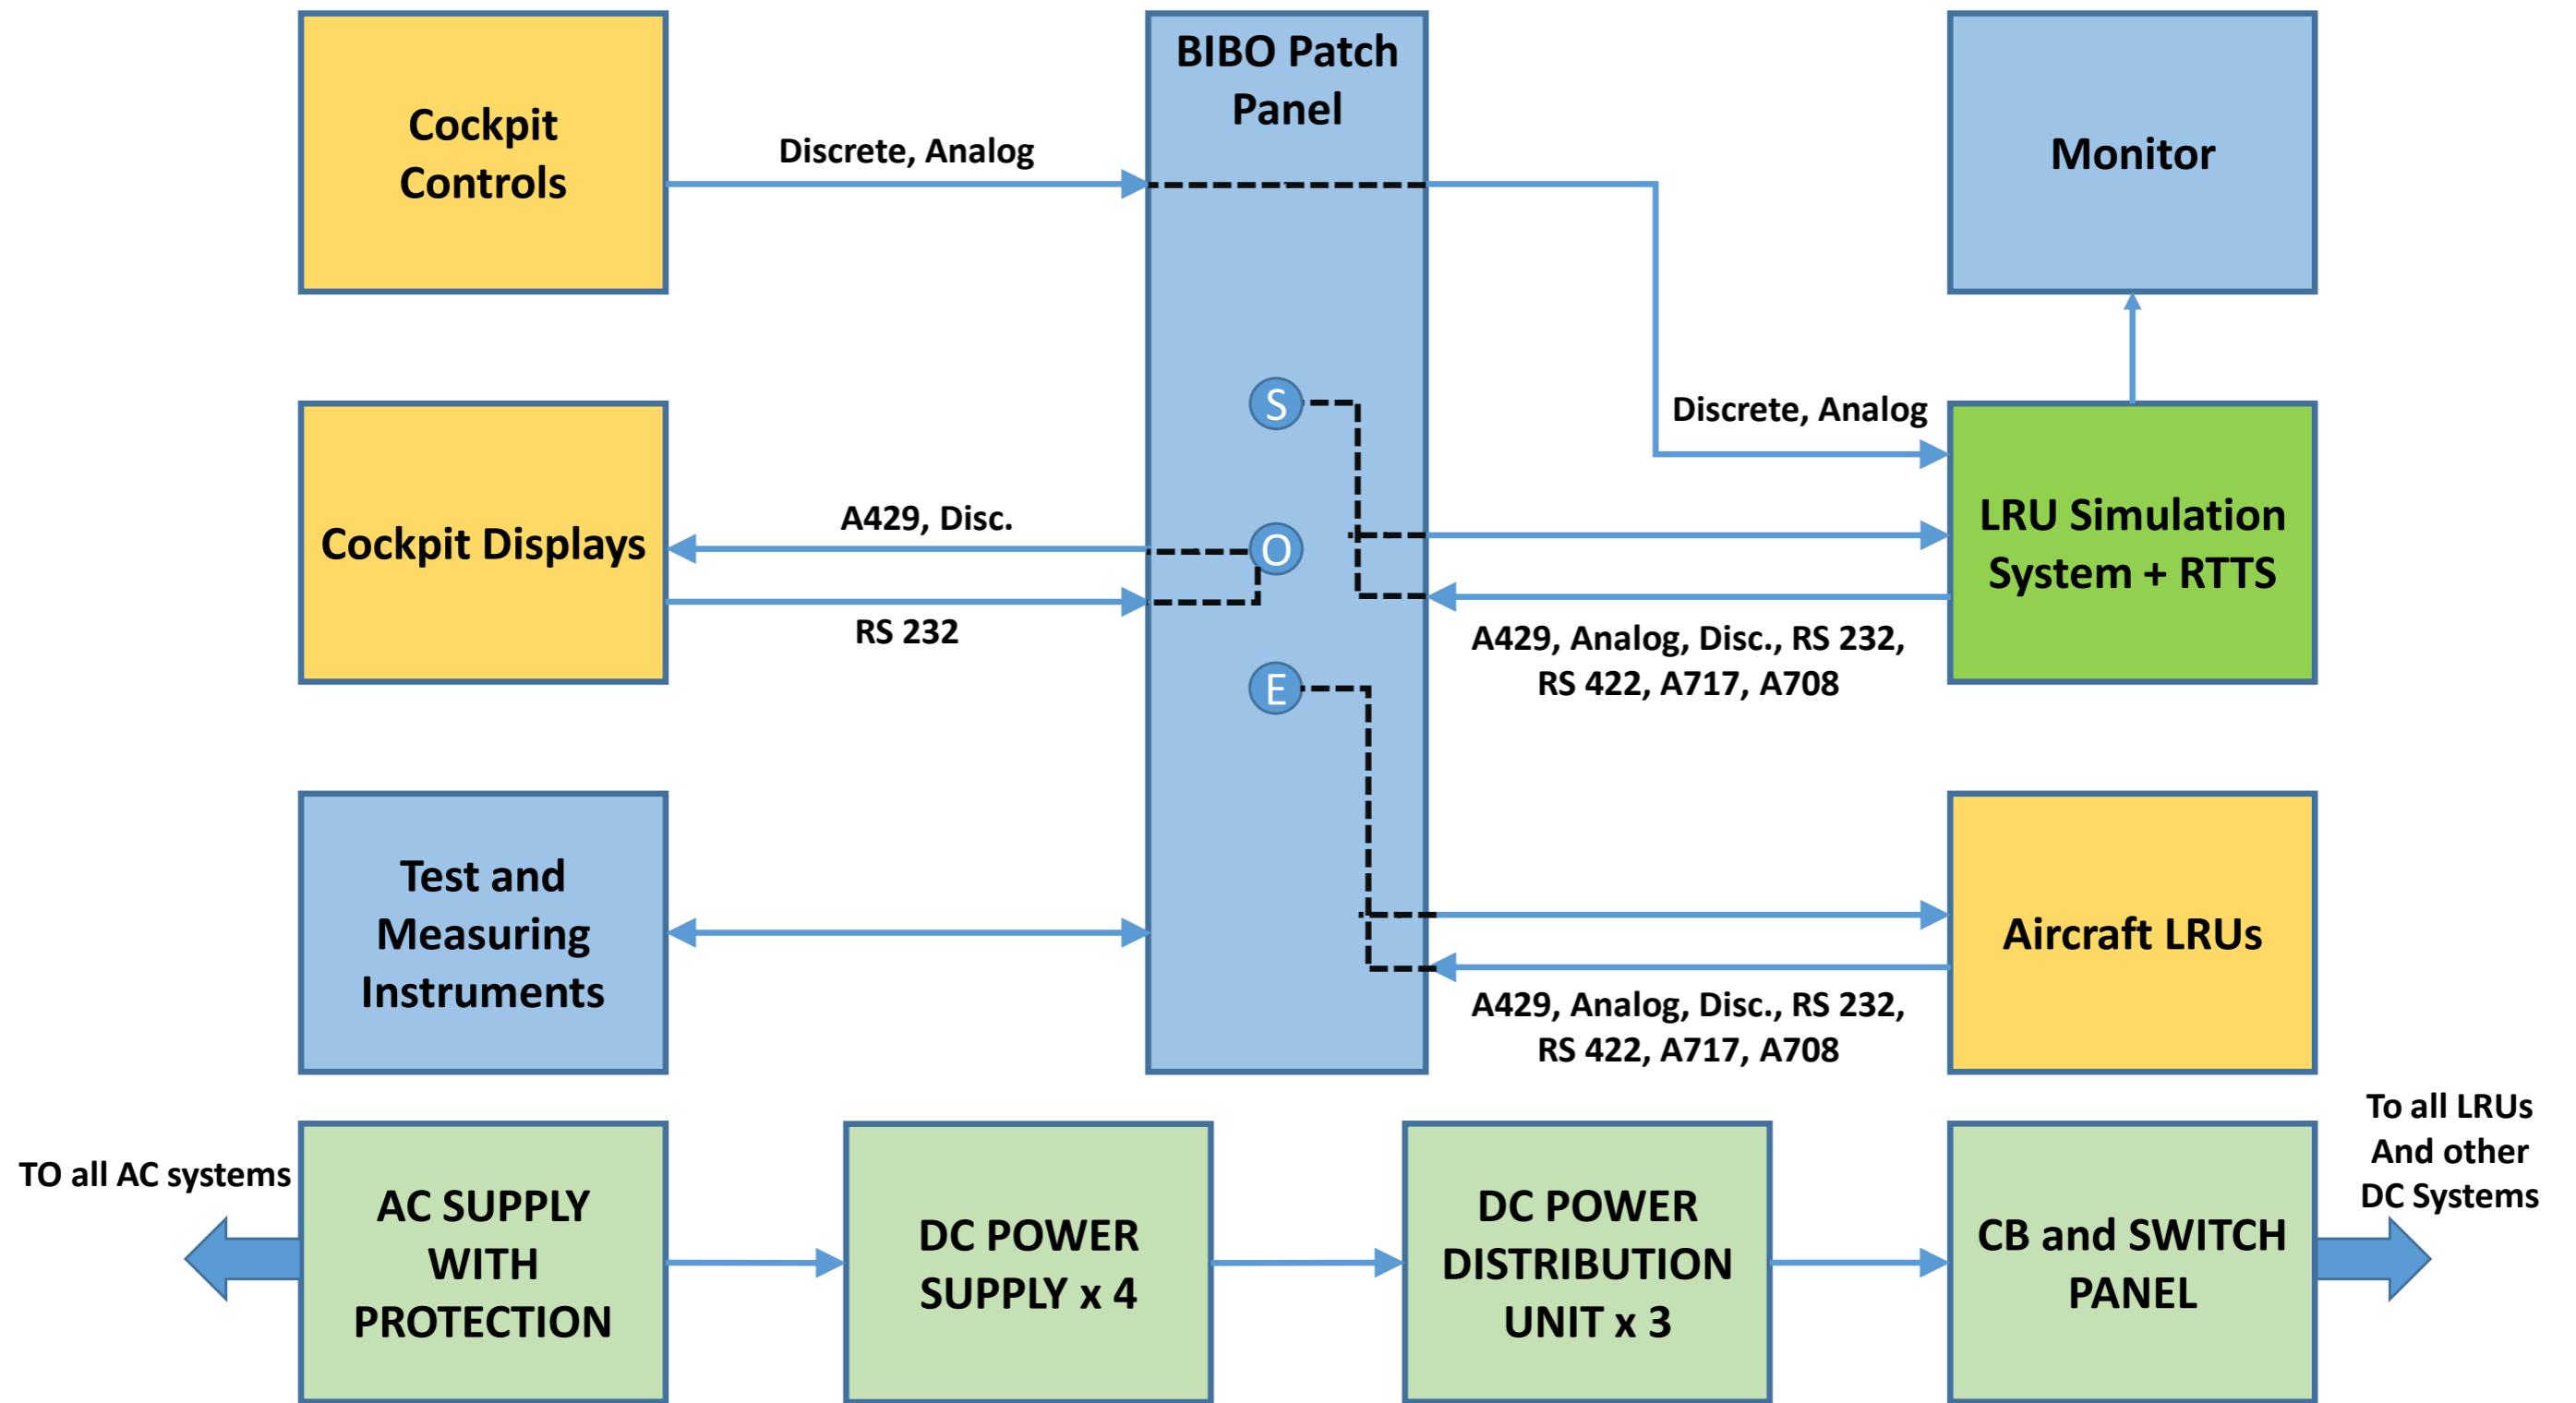 Cockpit
Controls
Discrete, Analog
BIBO Patch
Panel
Monitor
Discrete, Analog
Cockpit Displays
A429, Disc.
RS 232
S
O
E
LRU Simulation
System + RTTS
A429, Analog, Disc., RS 232,
RS 422, A717, A708
Test and
Measuring
Instruments
Aircraft LRUs
A429, Analog, Disc., RS 232,
RS 422, A717, A708
TO all AC systems
AC SUPPLY
WITH
PROTECTION
DC POWER
SUPPLY x 4
DC POWER
DISTRIBUTION
UNIT x 3
CB and SWITCH
PANEL
To all LRUs
And other
DC Systems